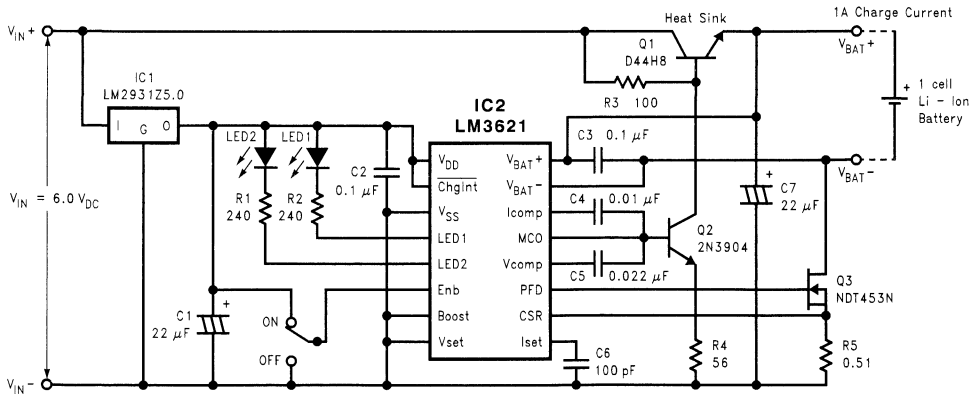 Heat Sink
1A Charge Current
V_IN+
Q1
D44H8
V_BAT+
IC1
LM2931Z5.0
I G O
R3 100
+
1 cell
Li - Ion
Battery
IC2
LM3621
LED2
LED1
C2
0.1 µF
R1
240
R2
240
V_IN = 6.0 V_DC
V_DD
ChgInt
V_SS
LED1
LED2
Enb
Boost
Vset
V_BAT+
V_BAT-
Icomp
MCO
Vcomp
PFD
CSR
Iset
C3 0.1 µF
C4 0.01 µF
C5 0.022 µF
V_BAT-
+
C7
22 µF
Q2
2N3904
Q3
NDT453N
+
C1
22 µF
ON
OFF
C6
100 pF
R4
56
R5
0.51
V_IN-